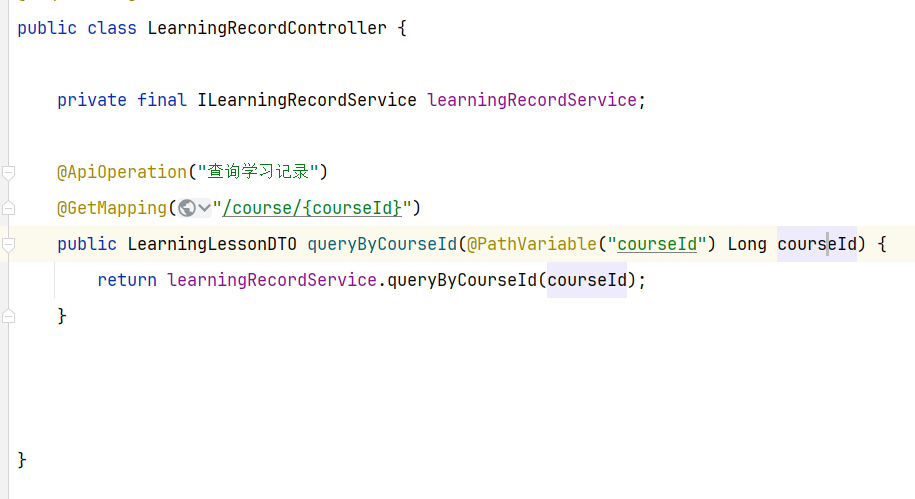 public class LearningRecordController {
private final ILearningRecordService learningRecordService;
@ApiOperation("查询学习记录")
@GetMapping("/course/{courseId}")
public LearningLessonDTO queryByCourseId(@PathVariable("courseId") Long courseId) {
return learningRecordService.queryByCourseId(courseId);
}
}